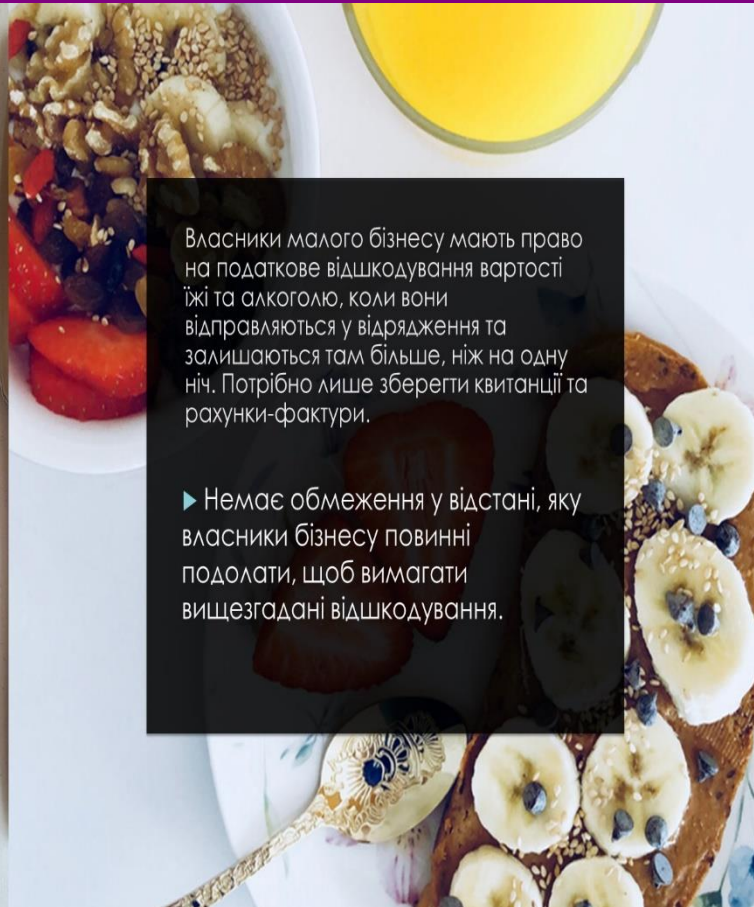 Власники малого бізнесу мають право
на податкове відшкодування вартості
їжі та алкоголю, коли вони
відправляються у відрядження та
залишаються там більше, ніж на одну
ніч. Потрібно лише зберегти квитанції та
рахунки-фактури.
▶ Немає обмеження у відстані, яку
власники бізнесу повинні
подолати, щоб вимагати
вищезгадані відшкодування.